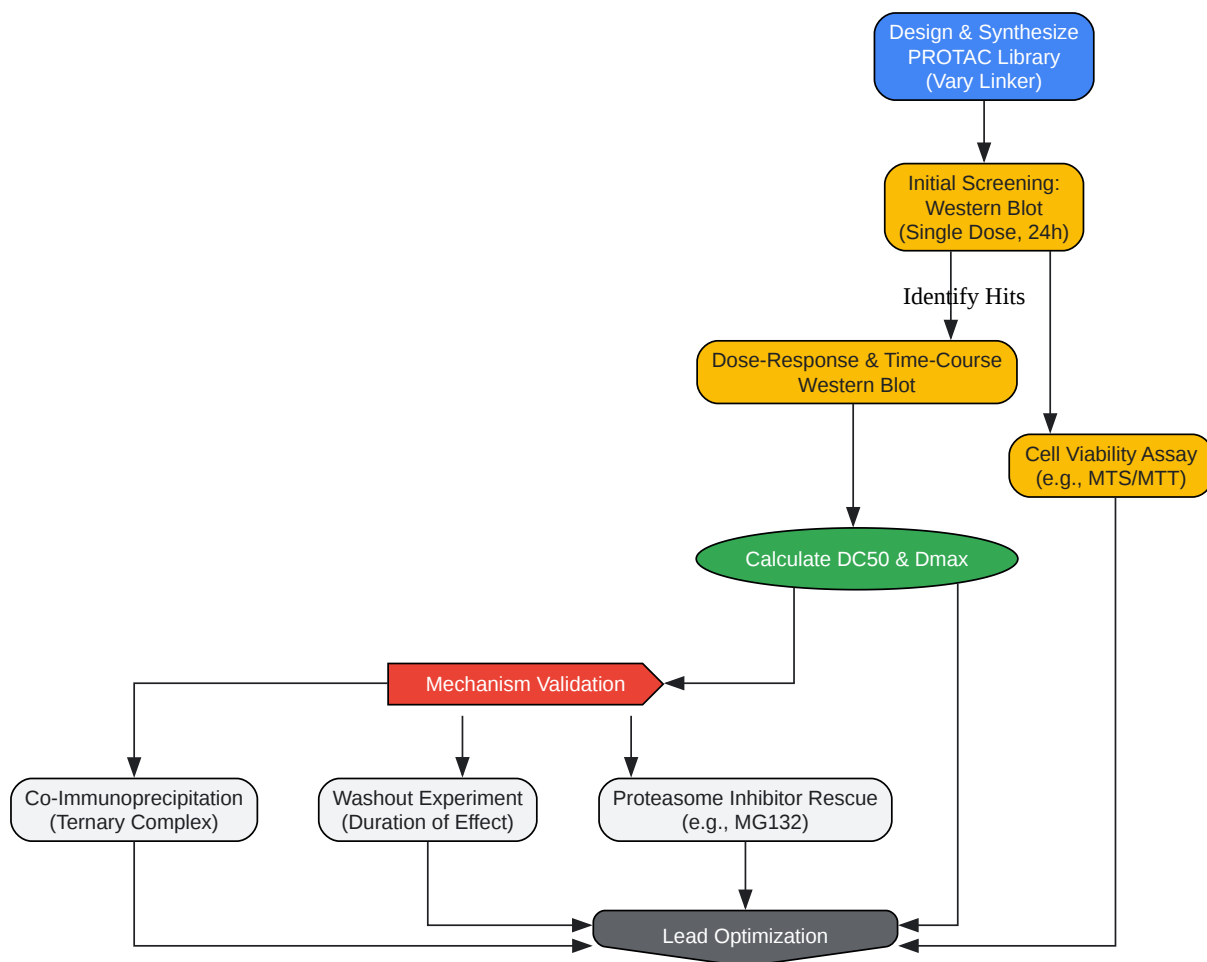 Design & Synthesize
PROTAC Library
(Vary Linker)
Initial Screening:
Western Blot
(Single Dose, 24h)
Identify Hits
Dose-Response & Time-Course
Western Blot
Cell Viability Assay
(e.g., MTS/MTT)
Calculate DC50 & Dmax
Mechanism Validation
Co-Immunoprecipitation
(Ternary Complex)
Washout Experiment
(Duration of Effect)
Proteasome Inhibitor Rescue
(e.g., MG132)
Lead Optimization